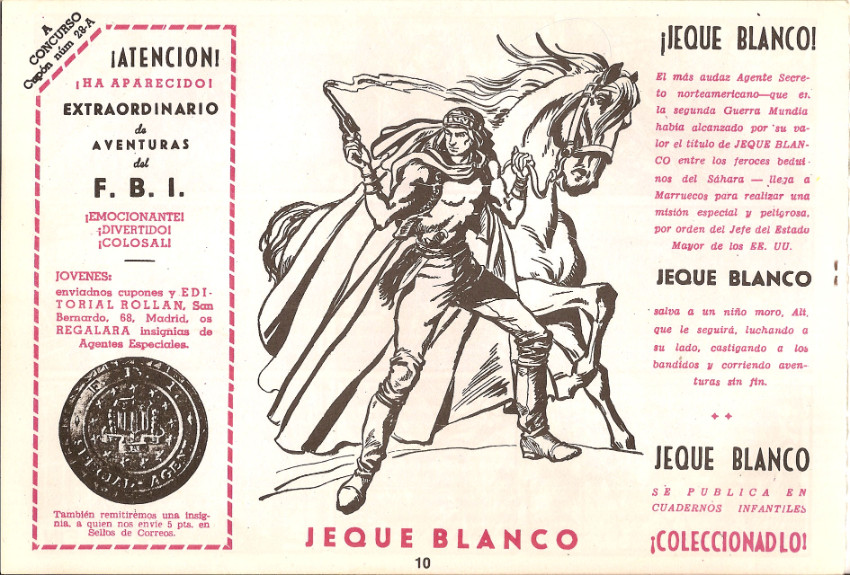 A
CONCURSO
Cupón núm 28-A
¡ATENCION!
¡HA APARECIDO!
EXTRAORDINARIO
de
AVENTURAS
del
F. B. I.
¡EMOCIONANTE!
¡DIVERTIDO!
¡COLOSAL!
JOVENES:
enviadnos cupones y EDI-
TORIAL ROLLAN, San
Bernardo, 68, Madrid, os
REGALARA insignias de
Agentes Especiales.
F B I
También remitiremos una insig-
nia, a quien nos envíe 5 pts. en
Sellos de Correos.
JEQUE BLANCO
10
¡JEQUE BLANCO!
El más audaz Agente Secre-
to norteamericano—que en
la segunda Guerra Mundia
había alcanzado por su va-
lor el título de JEQUE BLAN-
CO entre los feroces bedui-
nos del Sáhara — llega a
Marruecos para realizar una
misión especial y peligrosa,
por orden del Jefe del Estado
Mayor de los EE. UU.
JEQUE BLANCO
salva a un niño moro, Alí,
que le seguirá, luchando a
su lado, castigando a los
bandidos y corriendo aven-
turas sin fin.
JEQUE BLANCO
SE PUBLICA EN
CUADERNOS INFANTILES
¡COLECCIONADLO!